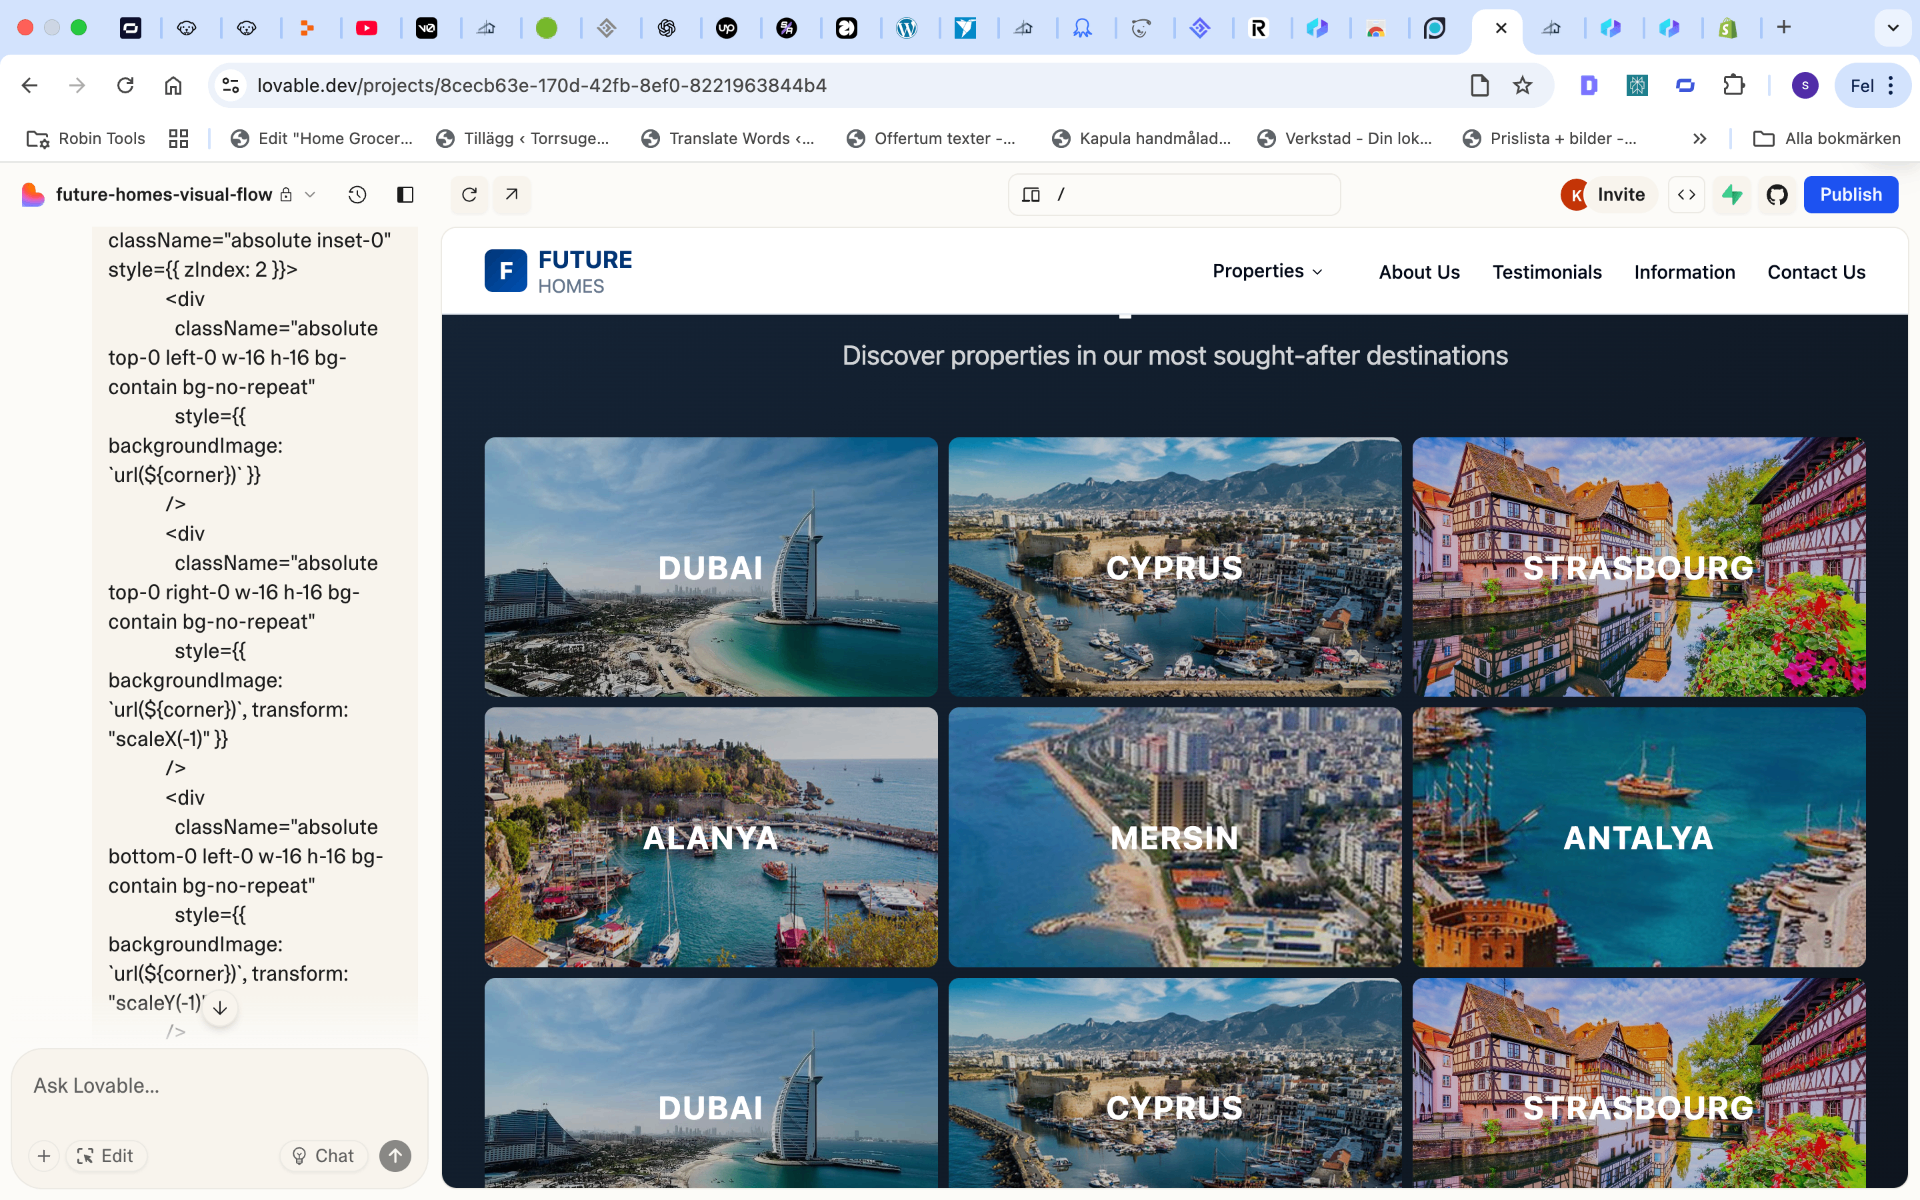 lovable.dev/projects/8cecb63e-170d-42fb-8ef0-8221963844b4
Fel
Robin Tools
Edit "Home Grocer...
Tillägg ‹ Torrsuge...
Translate Words ‹...
Offertum texter -...
Kapula handmålad...
Verkstad - Din lok...
Prislista + bilder -...
Alla bokmärken
future-homes-visual-flow
/
K
Invite
Publish
className="absolute inset-0"
style={{ zIndex: 2 }}>
<div
className="absolute
top-0 left-0 w-16 h-16 bg-
contain bg-no-repeat"
style={{
backgroundImage:
`url(${corner})` }}
/>
<div
className="absolute
top-0 right-0 w-16 h-16 bg-
contain bg-no-repeat"
style={{
backgroundImage:
`url(${corner})`, transform:
"scaleX(-1)" }}
/>
<div
className="absolute
bottom-0 left-0 w-16 h-16 bg-
contain bg-no-repeat"
style={{
backgroundImage:
`url(${corner})`, transform:
"scaleY(-1)"
/>
Ask Lovable...
Edit
Chat
F
FUTURE
HOMES
Properties
About Us
Testimonials
Information
Contact Us
Discover properties in our most sought-after destinations
DUBAI
CYPRUS
STRASBOURG
ALANYA
MERSIN
ANTALYA
DUBAI
CYPRUS
STRASBOURG